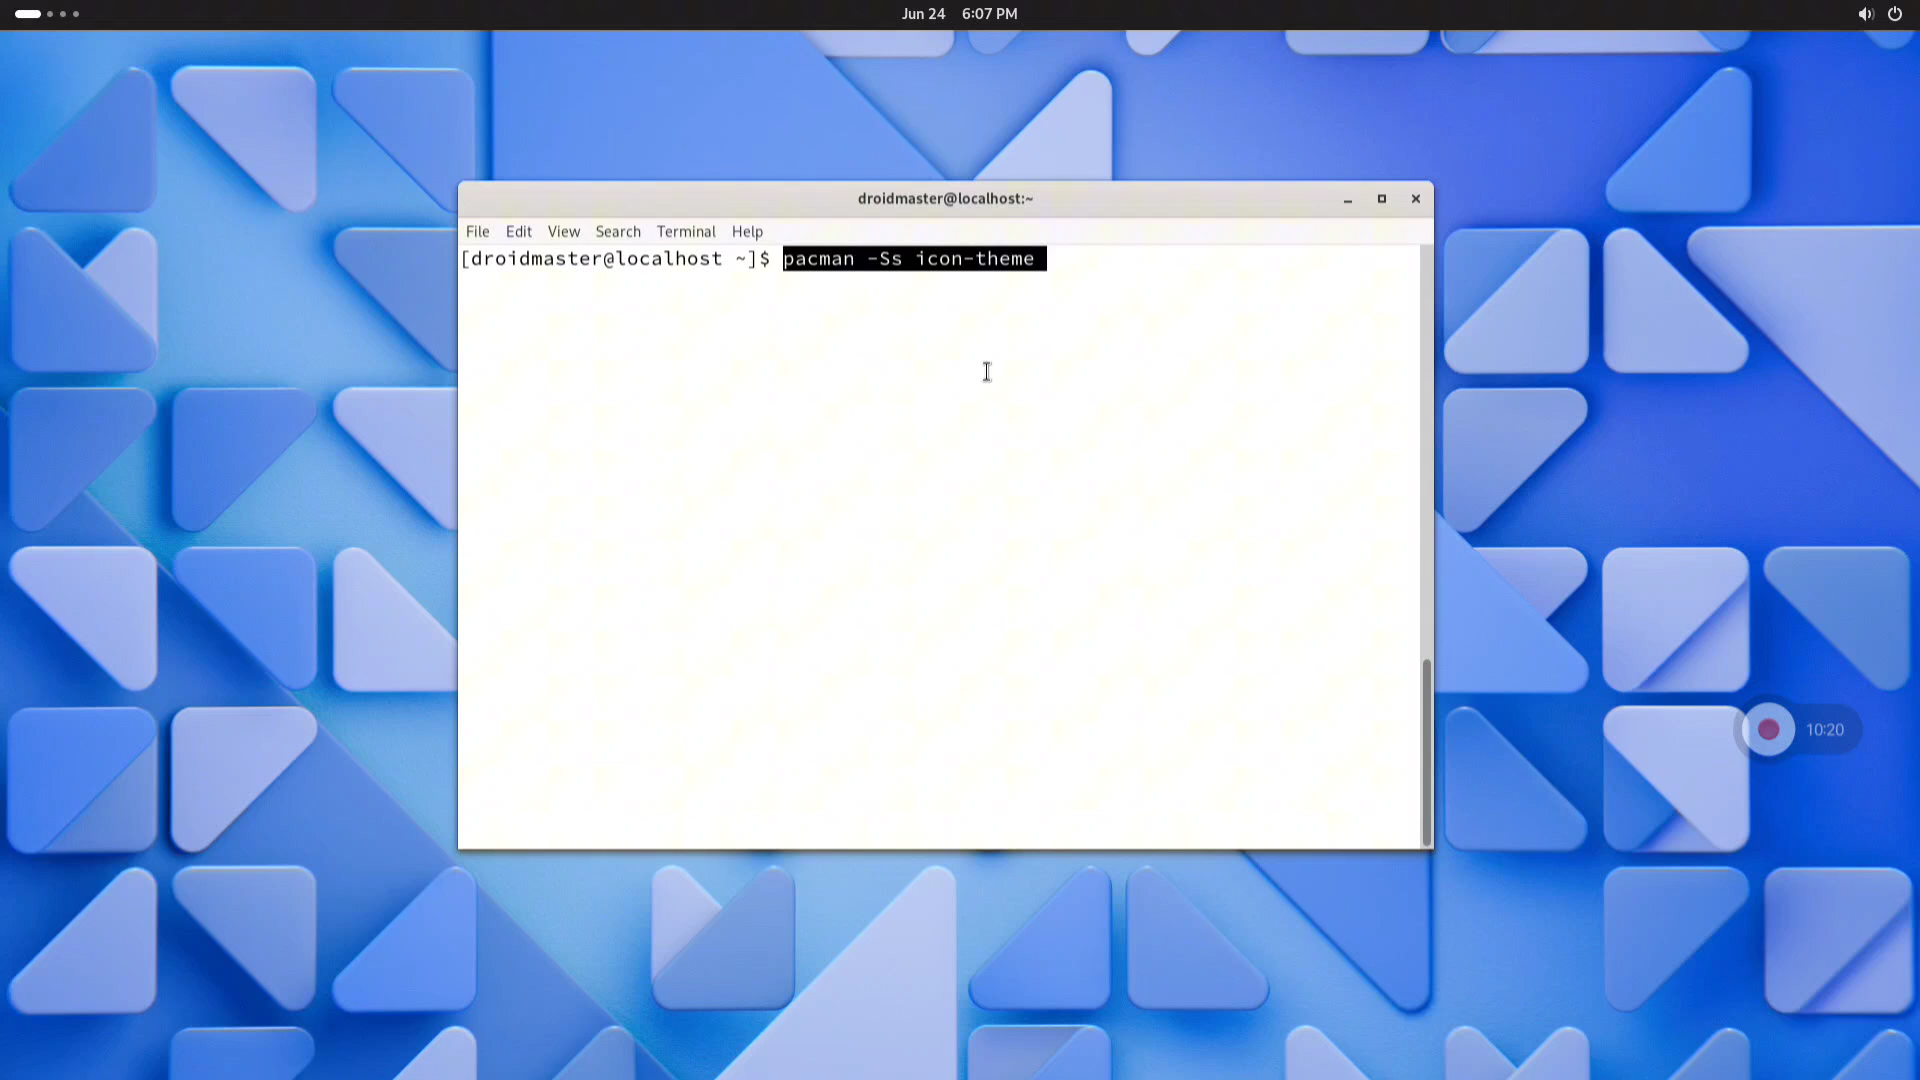 Jun 24 6:07 PM
droidmaster@localhost:~
File Edit View Search Terminal Help
[droidmaster@localhost ~]$ pacman -Ss icon-theme
10:20